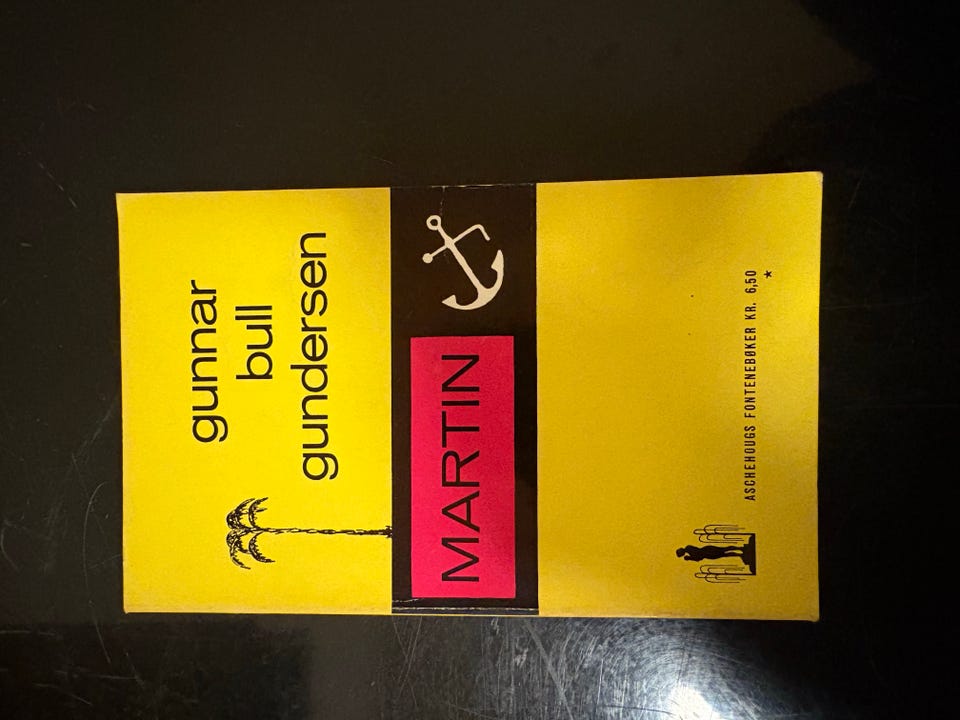 gunnar
bull
gundersen
MARTIN
ASCHEHOUGS FONTENEBØKER KR. 6,50
*